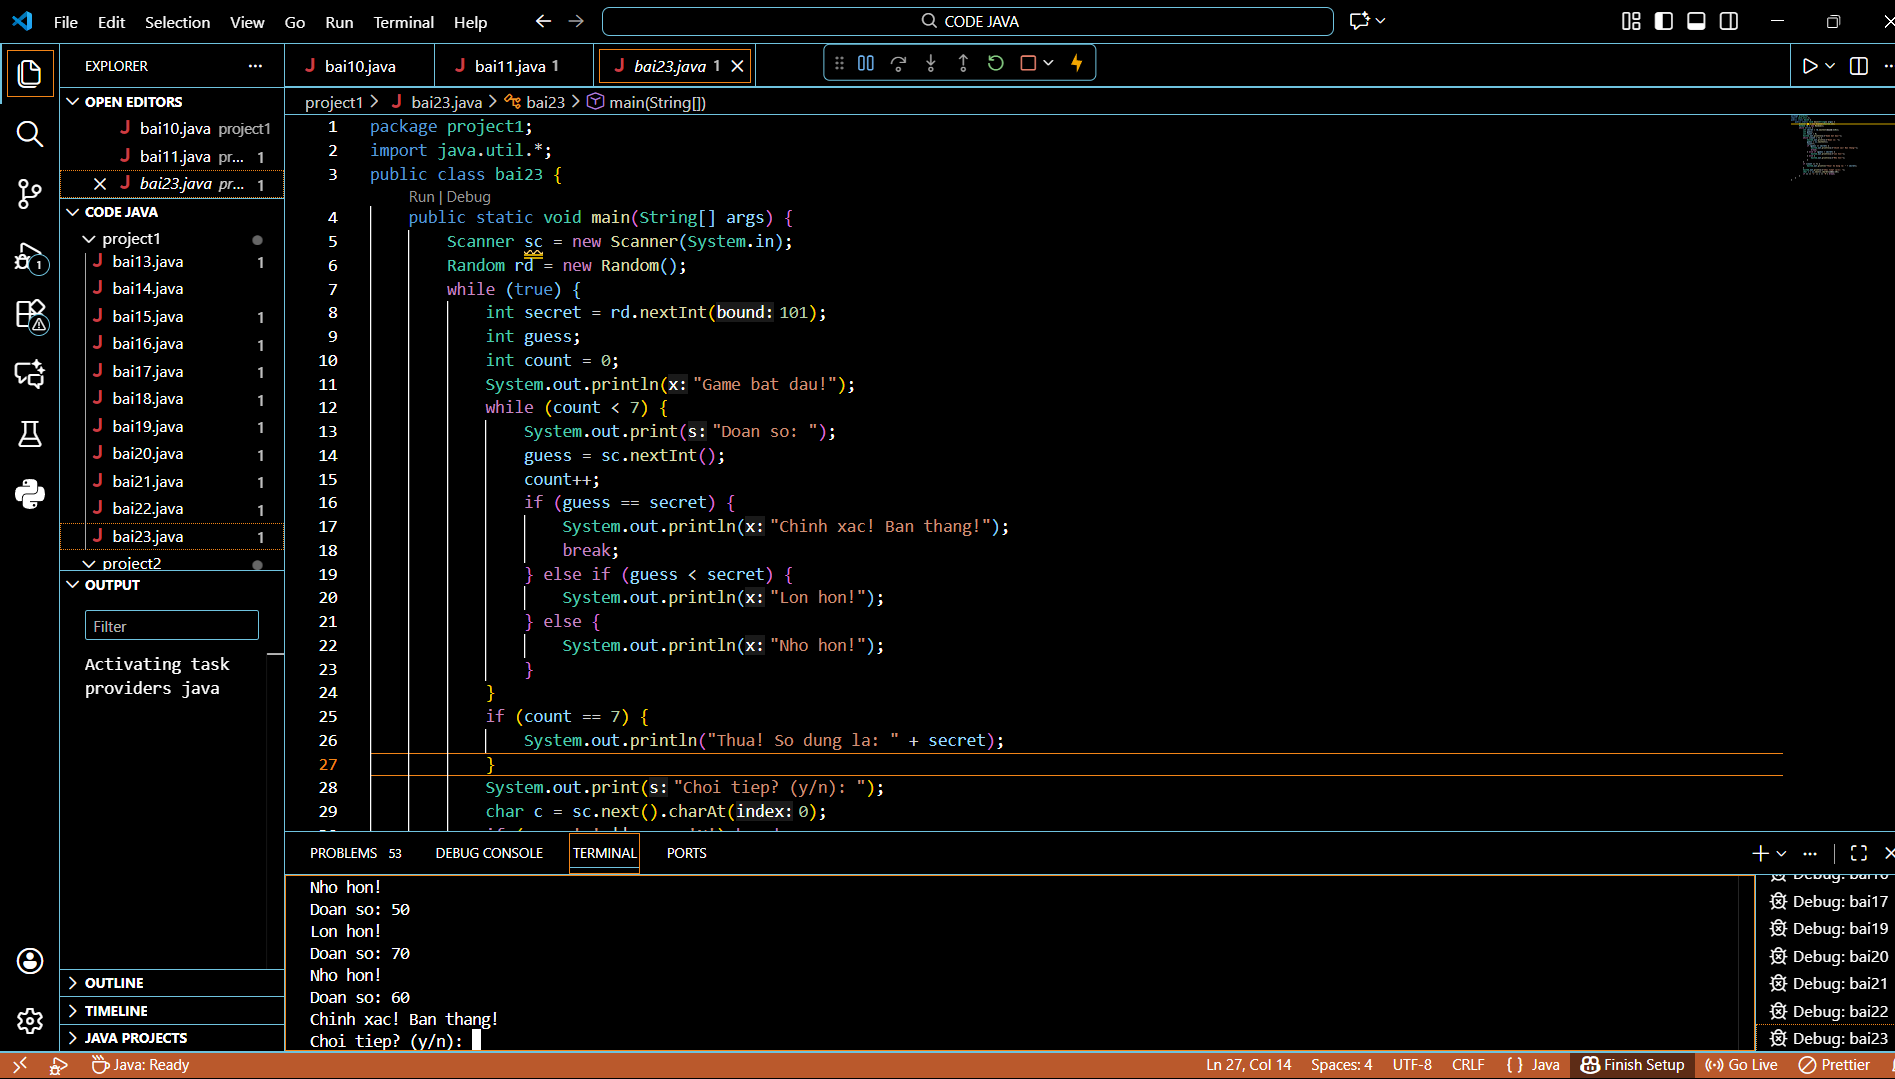 File Edit Selection View Go Run Terminal Help
CODE JAVA
EXPLORER
OPEN EDITORS
bai10.java project1
bai11.java pr... 1
bai23.java pr... 1
CODE JAVA
project1
bai13.java 1
bai14.java
bai15.java 1
bai16.java 1
bai17.java 1
bai18.java 1
bai19.java 1
bai20.java 1
bai21.java 1
bai22.java 1
bai23.java 1
project2
OUTPUT
Filter
Activating task
providers java
OUTLINE
TIMELINE
JAVA PROJECTS
bai10.java
bai11.java 1
bai23.java 1
project1 > bai23.java > bai23 > main(String[])
1 package project1;
2 import java.util.*;
3 public class bai23 {
Run | Debug
4 public static void main(String[] args) {
5 Scanner sc = new Scanner(System.in);
6 Random rd = new Random();
7 while (true) {
8 int secret = rd.nextInt(bound: 101);
9 int guess;
10 int count = 0;
11 System.out.println(x: "Game bat dau!");
12 while (count < 7) {
13 System.out.print(s: "Doan so: ");
14 guess = sc.nextInt();
15 count++;
16 if (guess == secret) {
17 System.out.println(x: "Chinh xac! Ban thang!");
18 break;
19 } else if (guess < secret) {
20 System.out.println(x: "Lon hon!");
21 } else {
22 System.out.println(x: "Nho hon!");
23 }
24 }
25 if (count == 7) {
26 System.out.println("Thua! So dung la: " + secret);
27 }
28 System.out.print(s: "Choi tiep? (y/n): ");
29 char c = sc.next().charAt(index: 0);
PROBLEMS 53 DEBUG CONSOLE TERMINAL PORTS
Nho hon!
Doan so: 50
Lon hon!
Doan so: 70
Nho hon!
Doan so: 60
Chinh xac! Ban thang!
Choi tiep? (y/n):
Debug: bai17
Debug: bai19
Debug: bai20
Debug: bai21
Debug: bai22
Debug: bai23
Java: Ready
Ln 27, Col 14 Spaces: 4 UTF-8 CRLF { } Java Finish Setup Go Live Prettier